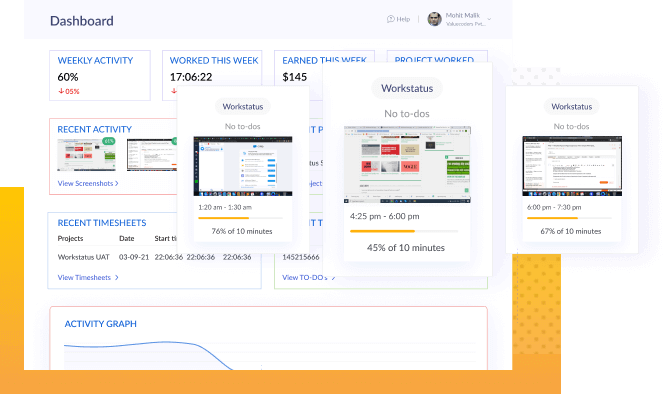 Dashboard
Help
Mohit Malik
WEEKLY ACTIVITY
60%
↓05%
WORKED THIS WEEK
17:06:22
EARNED THIS WEEK
$145
PROJECT WORKED
RECENT ACTIVITY
View Screenshots >
RECENT TIMESHEETS
Projects Date Start ti
Workstatus UAT 03-09-21 22:06:36 22:06:36 22:06:36
View Timesheets >
145215666
View TO-DO's >
ACTIVITY GRAPH
Workstatus
No to-dos
1:20 am - 1:30 am
76% of 10 minutes
Workstatus
No to-dos
4:25 pm - 6:00 pm
45% of 10 minutes
Workstatus
No to-dos
6:00 pm - 7:30 pm
67% of 10 minutes